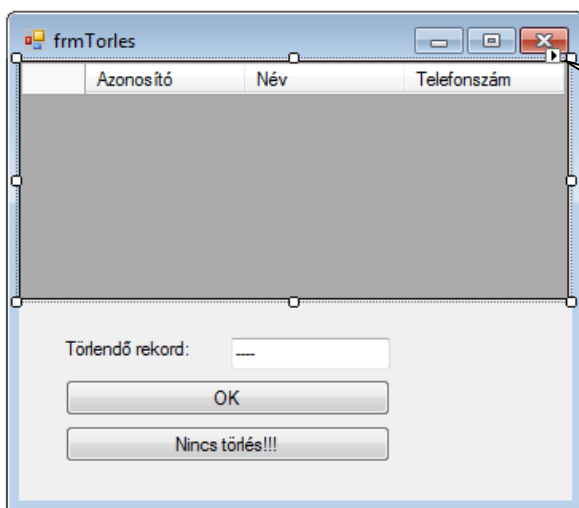 frmTorles
Azonosító Név Telefonszám
Törlendő rekord: ----
OK
Nincs törlés!!!